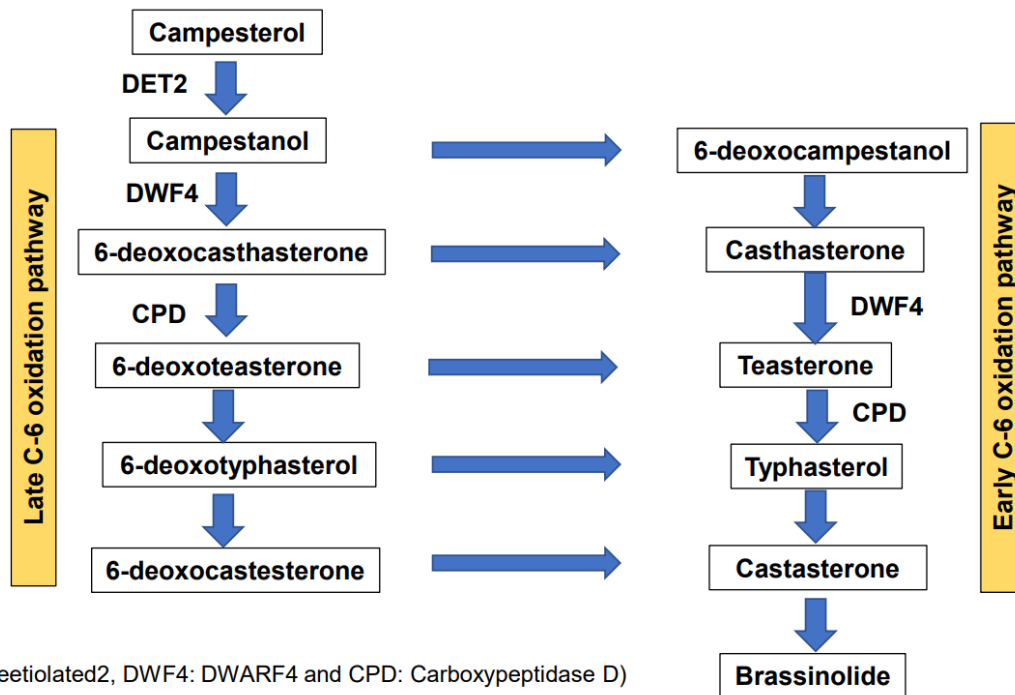 Campesterol
DET2
Campestanol
6-deoxocampestanol
DWF4
6-deoxocasthasterone
Casthasterone
CPD
DWF4
6-deoxoteasterone
Teasterone
CPD
6-deoxotyphasterol
Typhasterol
6-deoxocastesterone
Castasterone
Brassinolide
Late C-6 oxidation pathway
Early C-6 oxidation pathway
eetiolated2, DWF4: DWARF4 and CPD: Carboxypeptidase D)